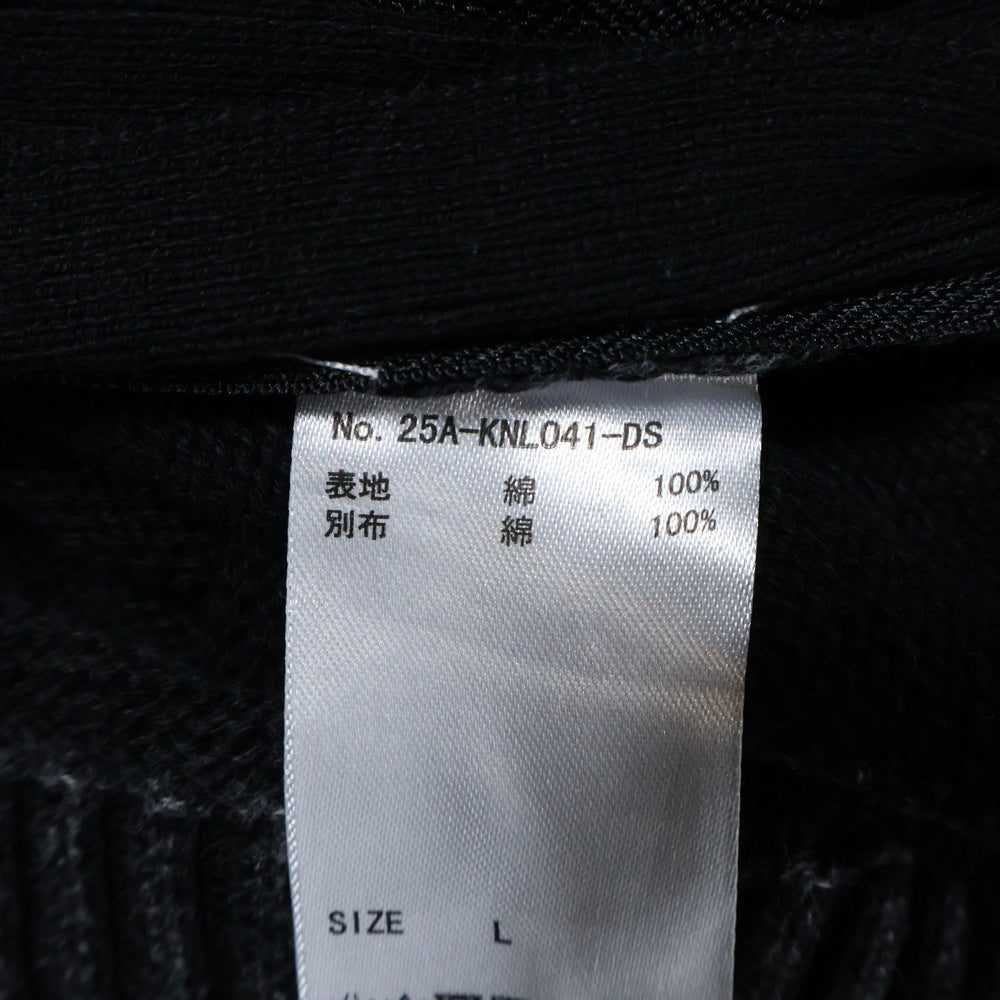 No. 25A-KNL041-DS
表地 綿 100%
別布 綿 100%
SIZE L